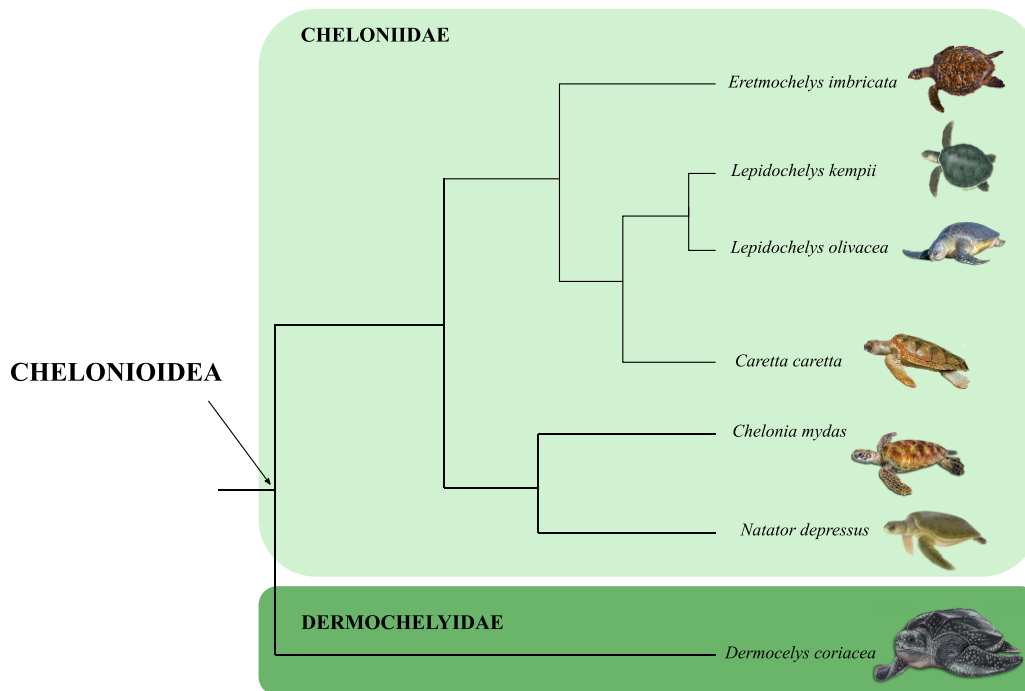 CHELONIIDAE
Eretmochelys imbricata
Lepidochelys kempii
Lepidochelys olivacea
CHELONIOIDEA
Caretta caretta
Chelonia mydas
Natator depressus
DERMOCHELYIDAE
Dermocelys coriacea